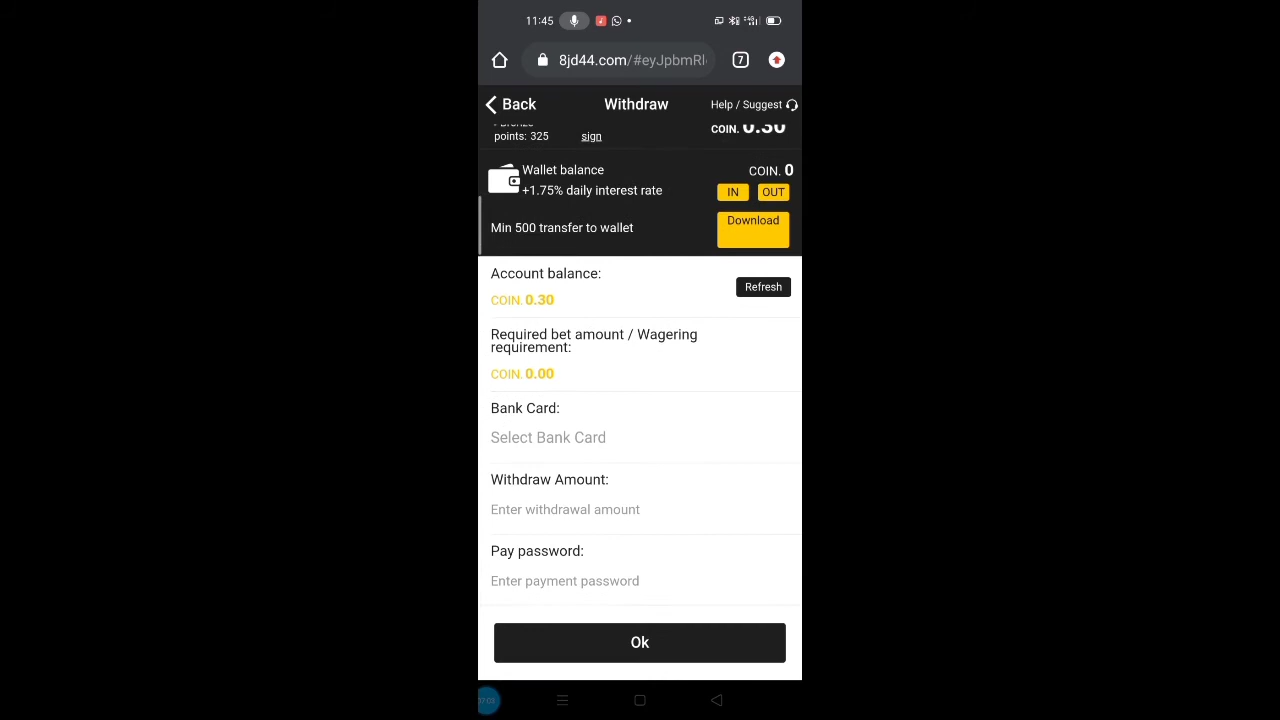 11:45
8jd44.com/#eyJpbmRl
7
Back
Withdraw
Help / Suggest
points: 325
sign
COIN. 0.30
Wallet balance
COIN. 0
+1.75% daily interest rate
IN
OUT
Min 500 transfer to wallet
Download
Account balance:
COIN. 0.30
Refresh
Required bet amount / Wagering
requirement:
COIN. 0.00
Bank Card:
Select Bank Card
Withdraw Amount:
Enter withdrawal amount
Pay password:
Enter payment password
Ok